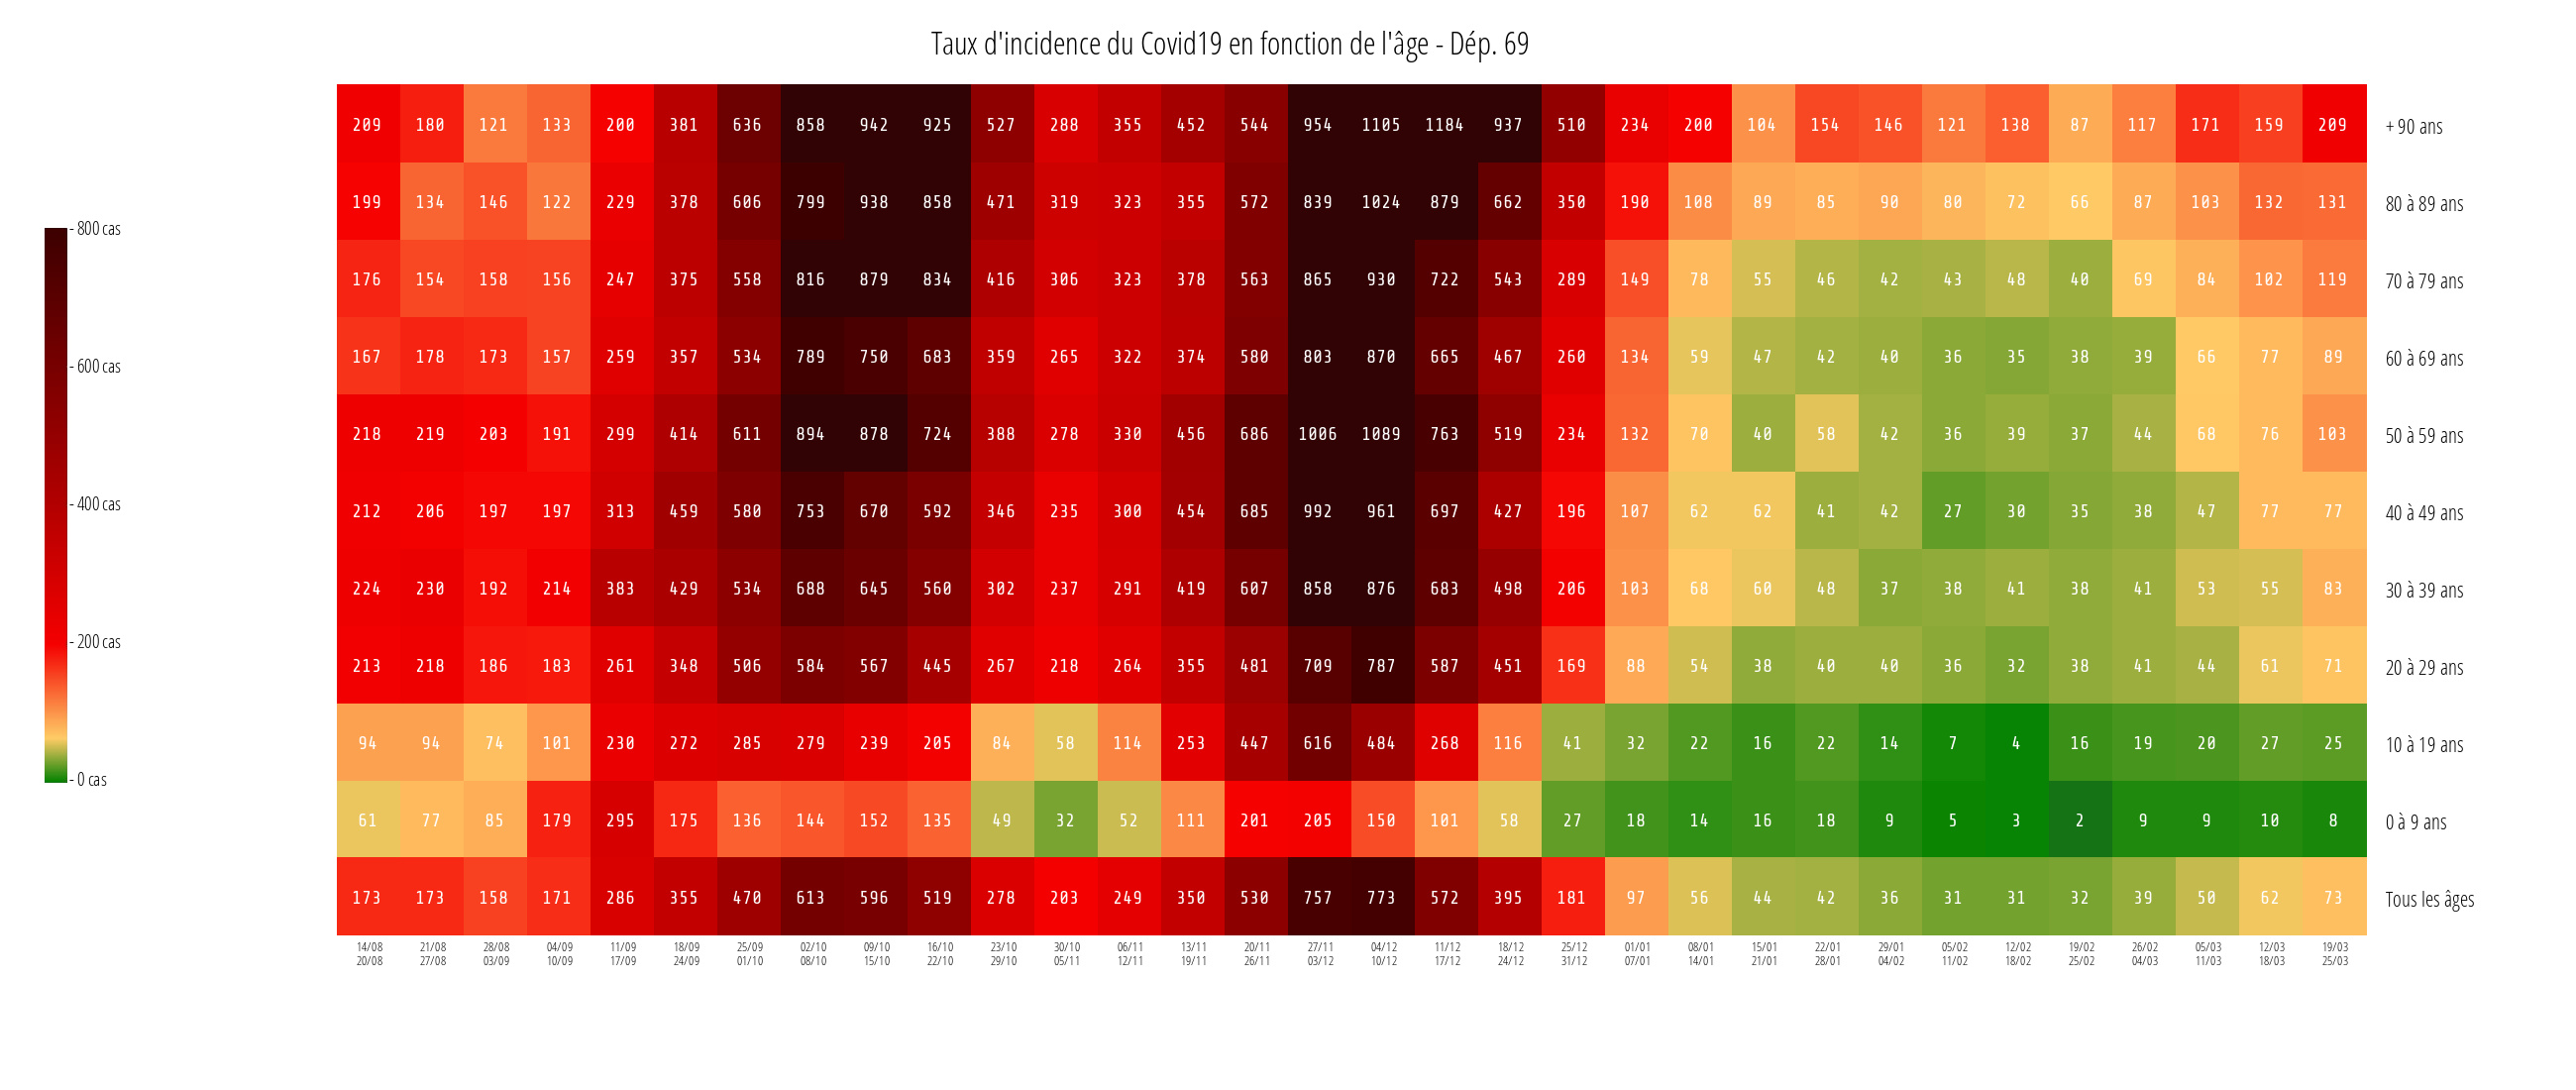 Taux d'incidence du Covid19 en fonction de l'âge - Dép. 69
- 800 cas
- 600 cas
- 400 cas
- 200 cas
- 0 cas
209 180 121 133 200 381 636 858 942 925 527 288 355 452 544 954 1105 1184 937 510 234 200 104 154 146 121 138 87 117 171 159 209 + 90 ans
199 134 146 122 229 378 606 799 938 858 471 319 323 355 572 839 1024 879 662 350 190 108 89 85 90 80 72 66 87 103 132 131 80 à 89 ans
176 154 158 156 247 375 558 816 879 834 416 306 323 378 563 865 930 722 543 289 149 78 55 46 42 43 48 40 69 84 102 119 70 à 79 ans
167 178 173 157 259 357 534 789 750 683 359 265 322 374 580 803 870 665 467 260 134 59 47 42 40 36 35 38 39 66 77 89 60 à 69 ans
218 219 203 191 299 414 611 894 878 724 388 278 330 456 686 1006 1089 763 519 234 132 70 40 58 42 36 39 37 44 68 76 103 50 à 59 ans
212 206 197 197 313 459 580 753 670 592 346 235 300 454 685 992 961 697 427 196 107 62 62 41 42 27 30 35 38 47 77 77 40 à 49 ans
224 230 192 214 383 429 534 688 645 560 302 237 291 419 607 858 876 683 498 206 103 68 60 48 37 38 41 38 41 53 55 83 30 à 39 ans
213 218 186 183 261 348 506 584 567 445 267 218 264 355 481 709 787 587 451 169 88 54 38 40 40 36 32 38 41 44 61 71 20 à 29 ans
94 94 74 101 230 272 285 279 239 205 84 58 114 253 447 616 484 268 116 41 32 22 16 22 14 7 4 16 19 20 27 25 10 à 19 ans
61 77 85 179 295 175 136 144 152 135 49 32 52 111 201 205 150 101 58 27 18 14 16 18 9 5 3 2 9 9 10 8 0 à 9 ans
173 173 158 171 286 355 470 613 596 519 278 203 249 350 530 757 773 572 395 181 97 56 44 42 36 31 31 32 39 50 62 73 Tous les âges
14/08 21/08 28/08 04/09 11/09 18/09 25/09 02/10 09/10 16/10 23/10 30/10 06/11 13/11 20/11 27/11 04/12 11/12 18/12 25/12 01/01 08/01 15/01 22/01 29/01 05/02 12/02 19/02 26/02 05/03 12/03 19/03
20/08 27/08 03/09 10/09 17/09 24/09 01/10 08/10 15/10 22/10 29/10 05/11 12/11 19/11 26/11 03/12 10/12 17/12 24/12 31/12 07/01 14/01 21/01 28/01 04/02 11/02 18/02 25/02 04/03 11/03 18/03 25/03